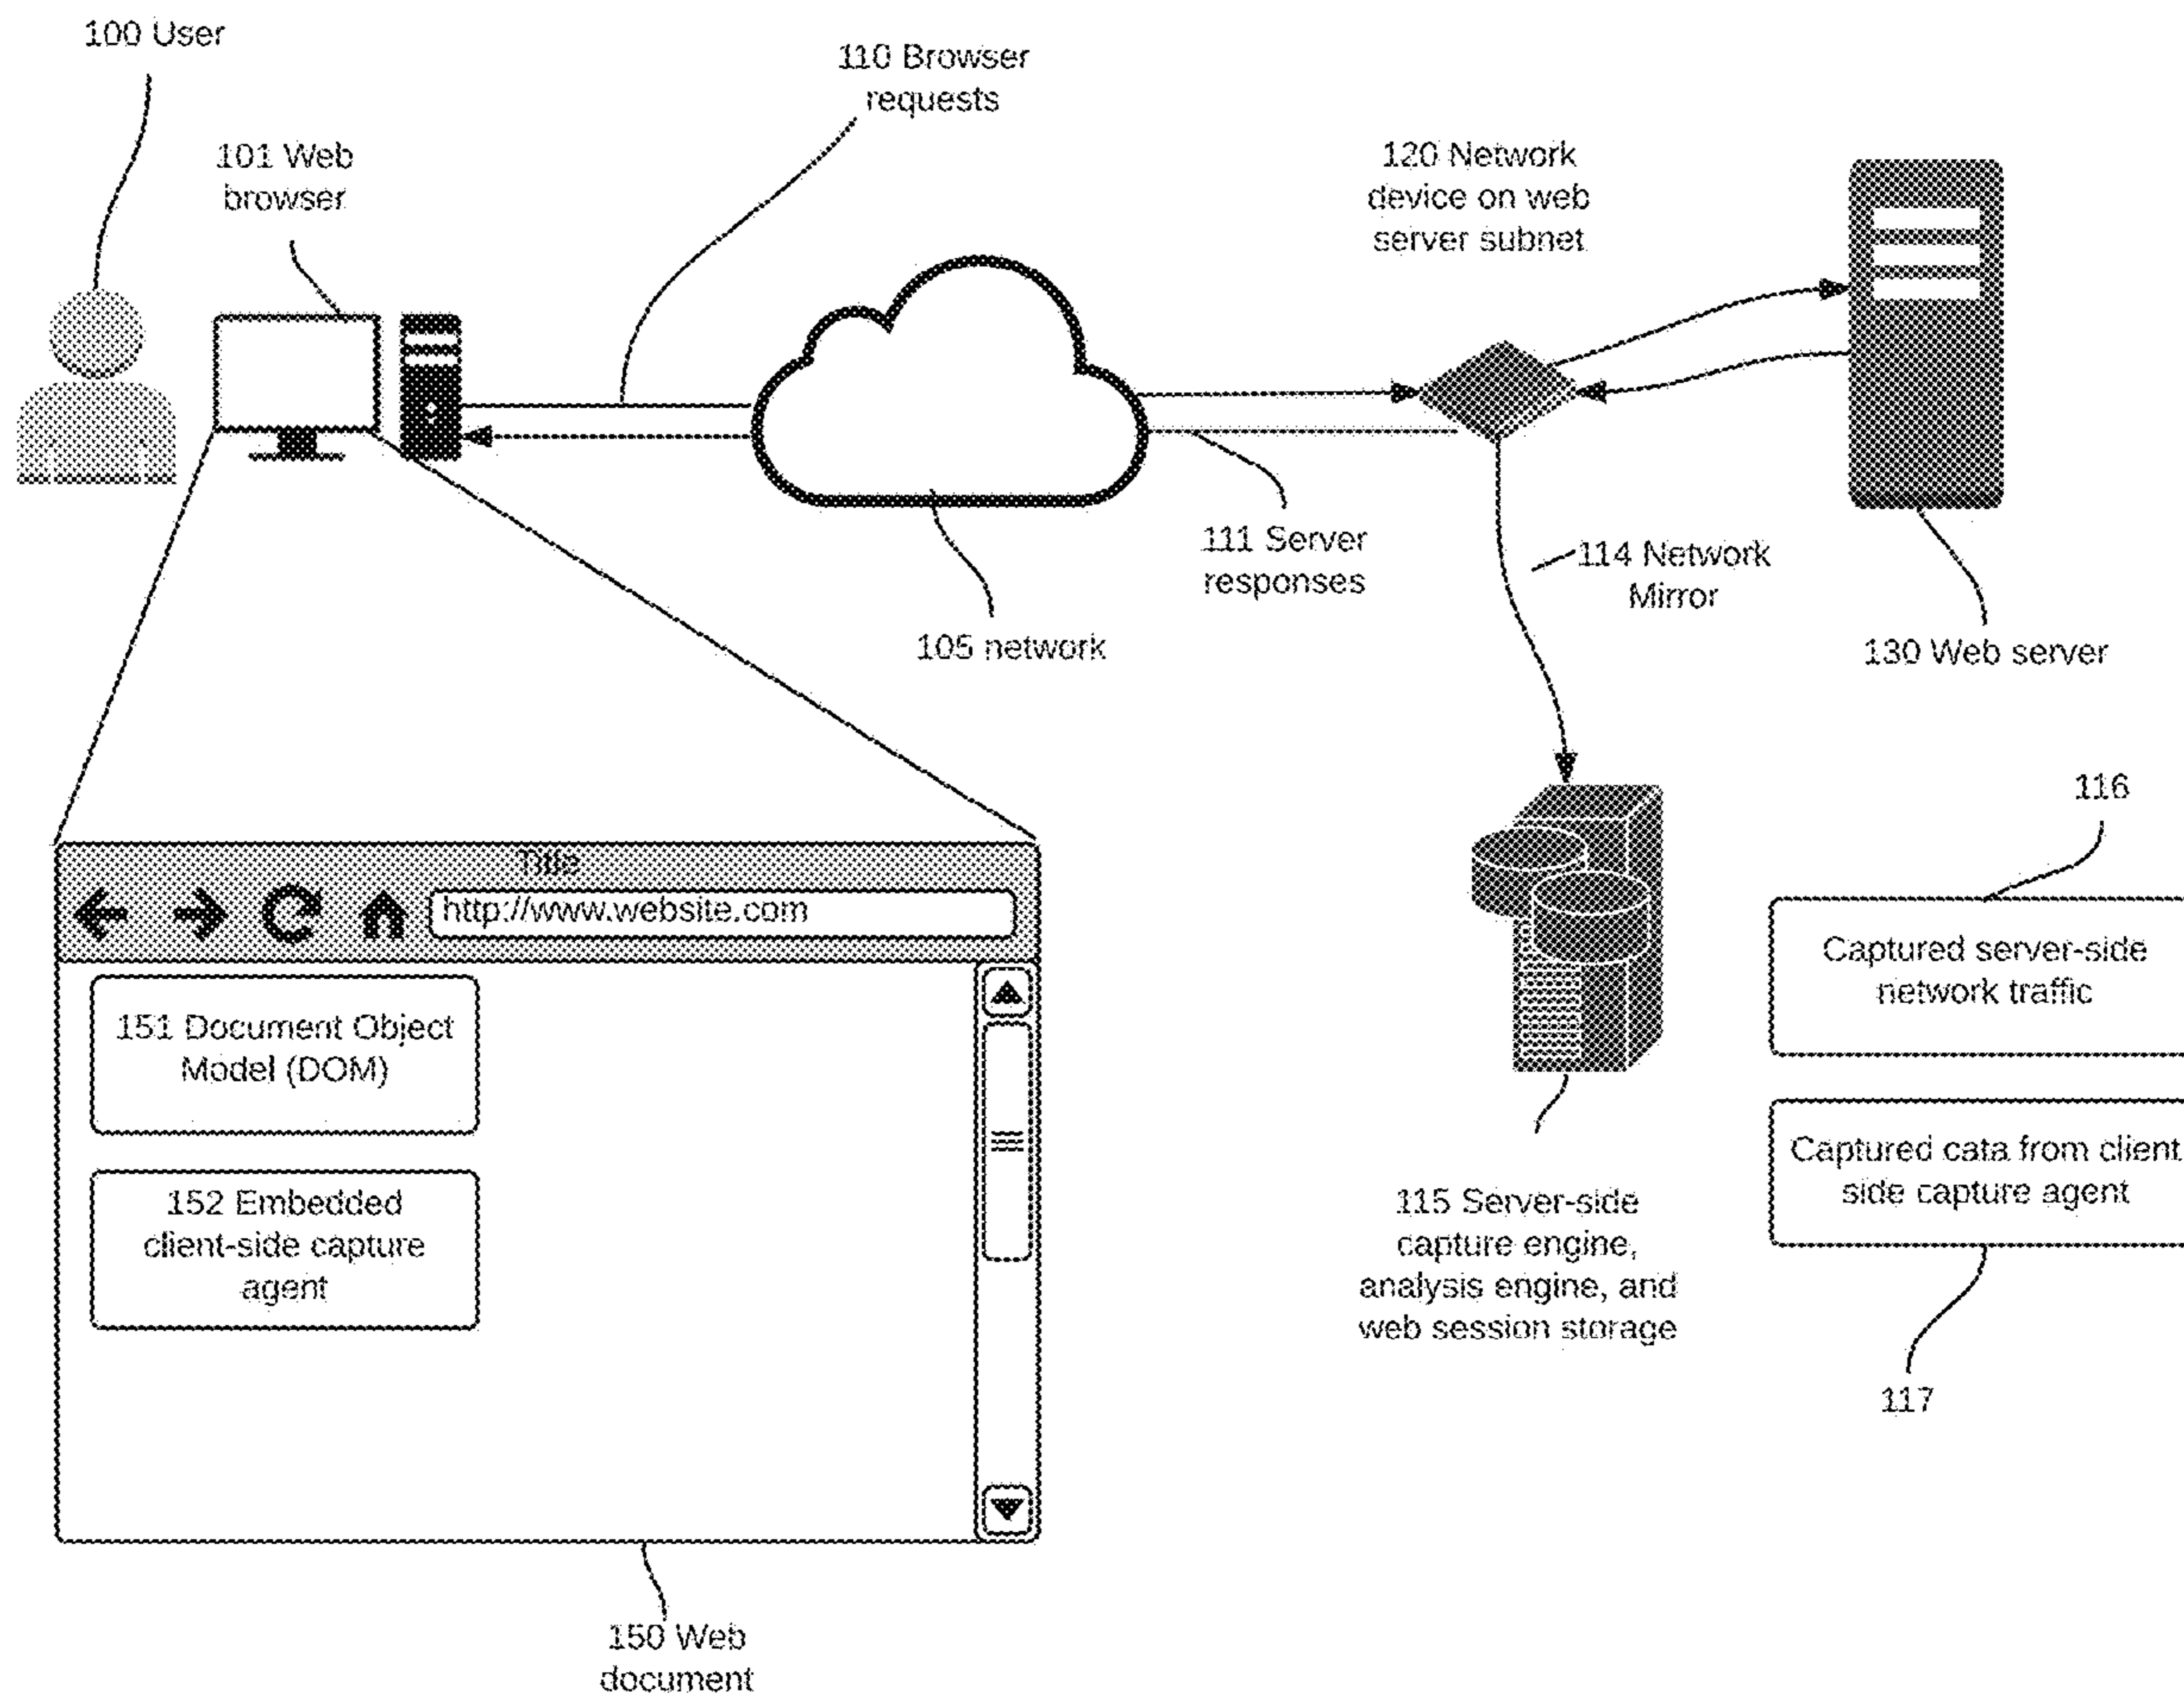 100 User
110 Browser
requests
101 Web
browser
120 Network
device on web
server subnet
111 Server
responses
114 Network
Mirror
105 network
130 Web server
116
Title
http://www.website.com
Captured server-side
network traffic
151 Document Object
Model (DOM)
Captured cata from client
side capture agent
152 Embedded
client-side capture
agent
115 Server-side
capture engine,
analysis engine, and
web session storage
117
150 Web
document